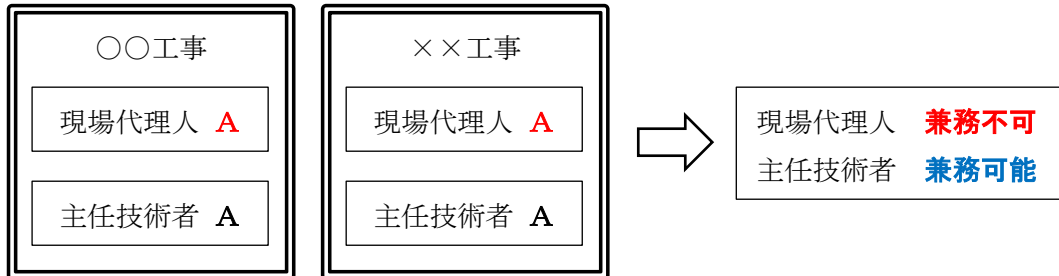 ○○工事
現場代理人 A
主任技術者 A
××工事
現場代理人 A
主任技術者 A
現場代理人 兼務不可
主任技術者 兼務可能